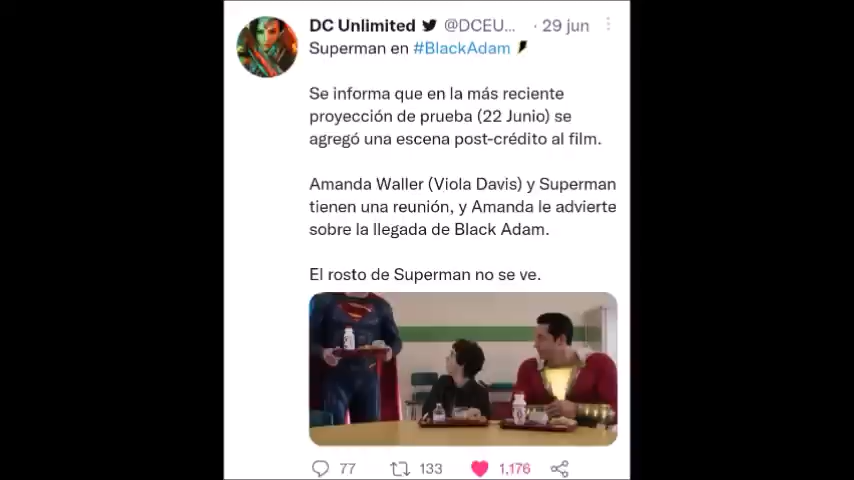 DC Unlimited @DCEU... · 29 jun
Superman en #BlackAdam
Se informa que en la más reciente
proyección de prueba (22 Junio) se
agregó una escena post-crédito al film.
Amanda Waller (Viola Davis) y Superman
tienen una reunión, y Amanda le advierte
sobre la llegada de Black Adam.
El rosto de Superman no se ve.
77 133 1,176